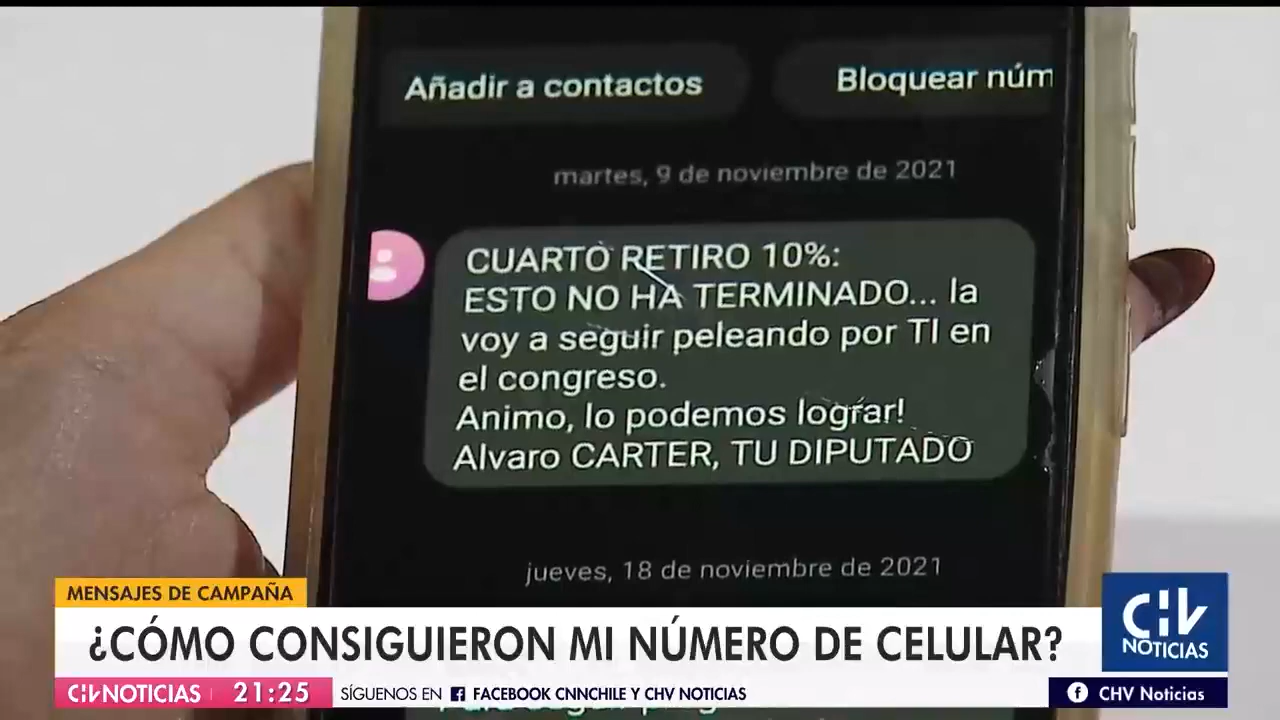 Añadir a contactos
Bloquear núm
martes, 9 de noviembre de 2021
CUARTO RETIRO 10%:
ESTO NO HA TERMINADO... la
voy a seguir peleando por TI en
el congreso.
Animo, lo podemos lograr!
Alvaro CARTER, TU DIPUTADO
jueves, 18 de noviembre de 2021
MENSAJES DE CAMPAÑA
¿CÓMO CONSIGUIERON MI NÚMERO DE CELULAR?
CHV
NOTICIAS
CHV NOTICIAS 21:25 SÍGUENOS EN FACEBOOK CNNCHILE Y CHV NOTICIAS
CHV Noticias